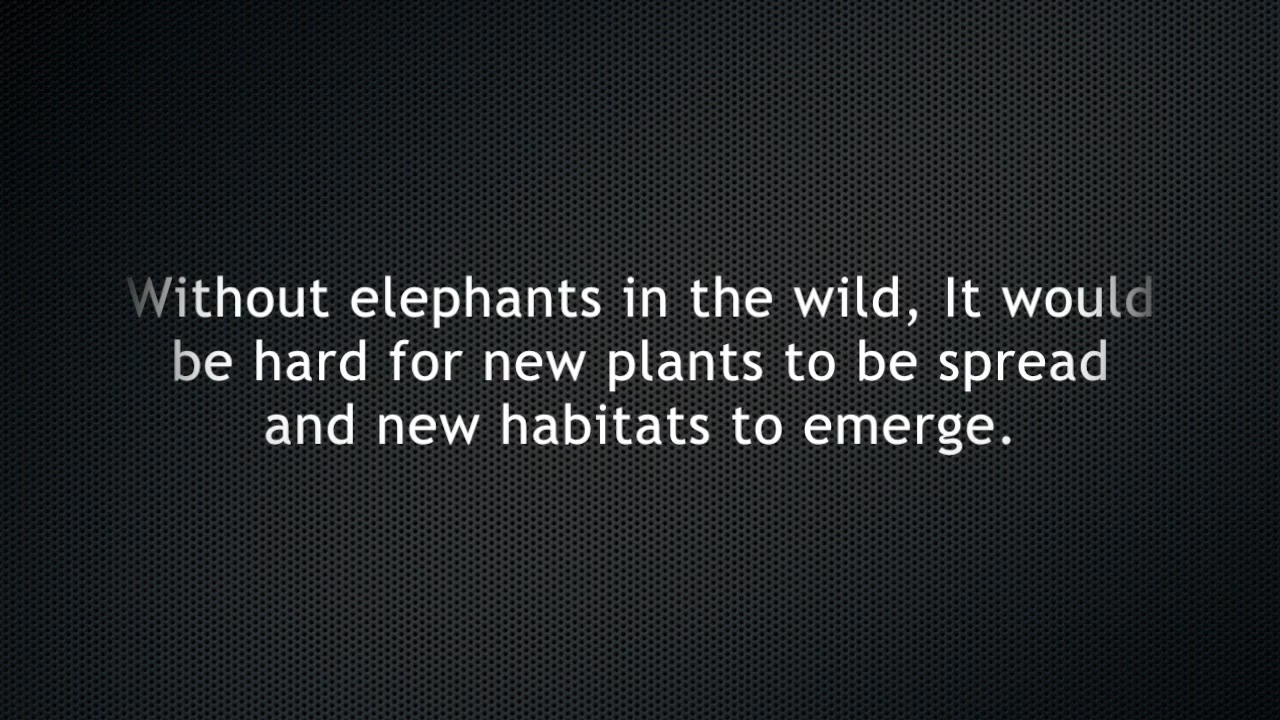 Without elephants in the wild, It would
be hard for new plants to be spread
and new habitats to emerge.